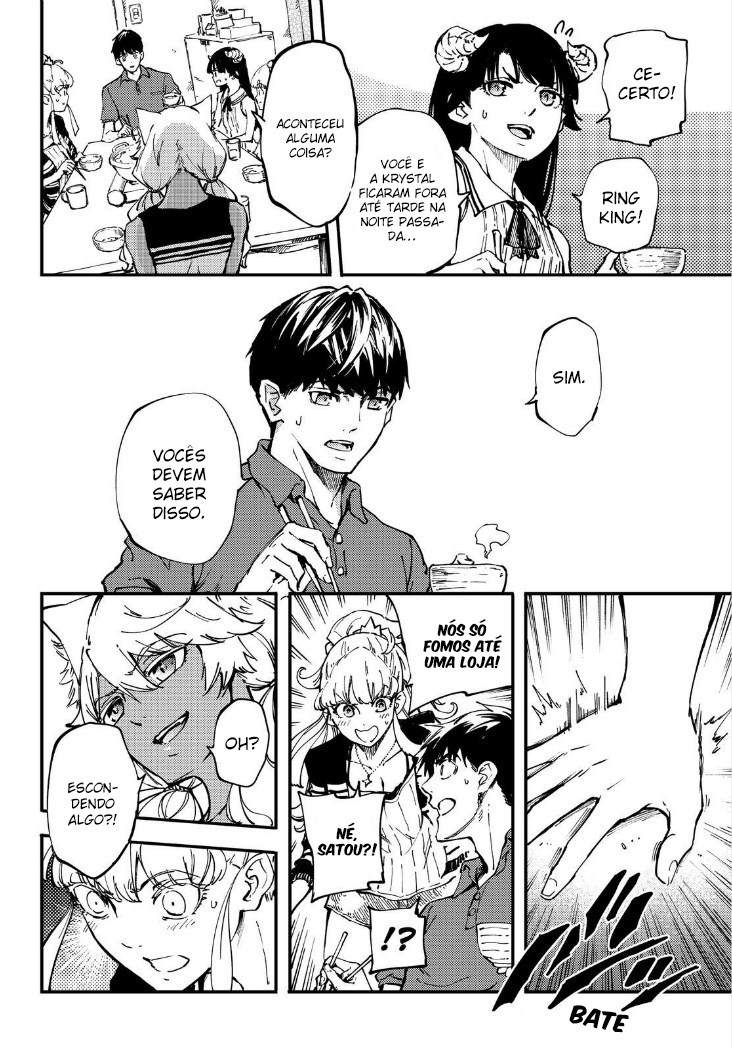 CE-
CERTO!
RING
KING!
VOCÊ E
A KRYSTAL
FICARAM FORA
ATÉ TARDE NA
NOITE PASSA-
DA...
ACONTECEU
ALGUMA
COISA?
SIM.
VOCÊS
DEVEM
SABER
DISSO.
BATE
NÓS SÓ
FOMOS ATÉ
UMA LOJA!
NÉ,
SATOU?!
!?
OH?
ESCON-
DENDO
ALGO?!